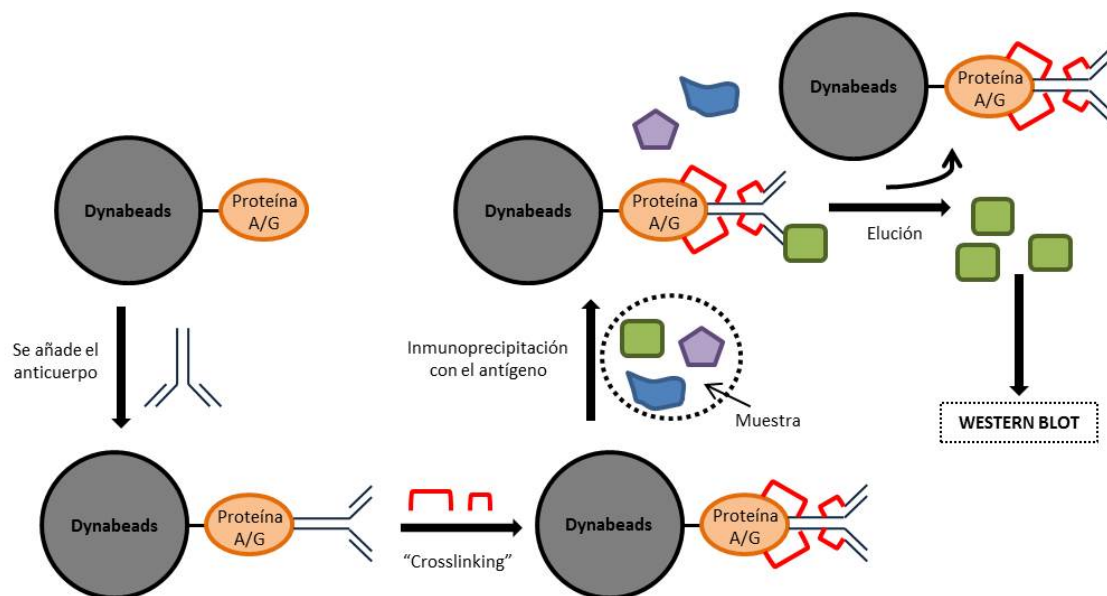 Dynabeads
Proteína
A/G
Se añade el
anticuerpo
Dynabeads
Proteína
A/G
“Crosslinking”
Dynabeads
Proteína
A/G
Inmunoprecipitación
con el antígeno
Muestra
Dynabeads
Proteína
A/G
Elución
Dynabeads
Proteína
A/G
WESTERN BLOT